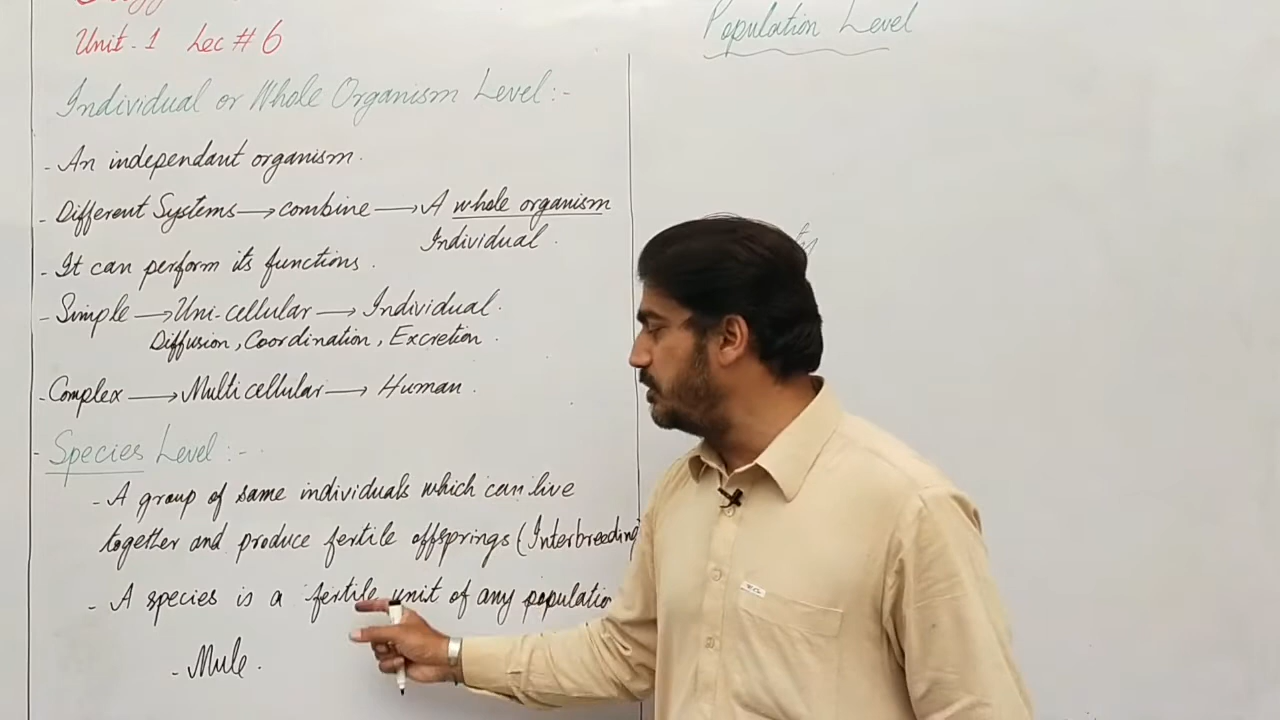 Unit-1 Lec # 6
Individual or Whole Organism Level:-
- An independant organism.
- Different Systems → combine → A whole organism
Individual.
- It can perform its functions.
- Simple → Uni-cellular → Individual.
Diffusion, Coordination, Excretion.
- Complex → Multicellular → Human.
- Species Level:-
- A group of same individuals which can live
together and produce fertile offsprings (Interbreeding)
- A species is a fertile unit of any populatio
- Mule.
Population Level